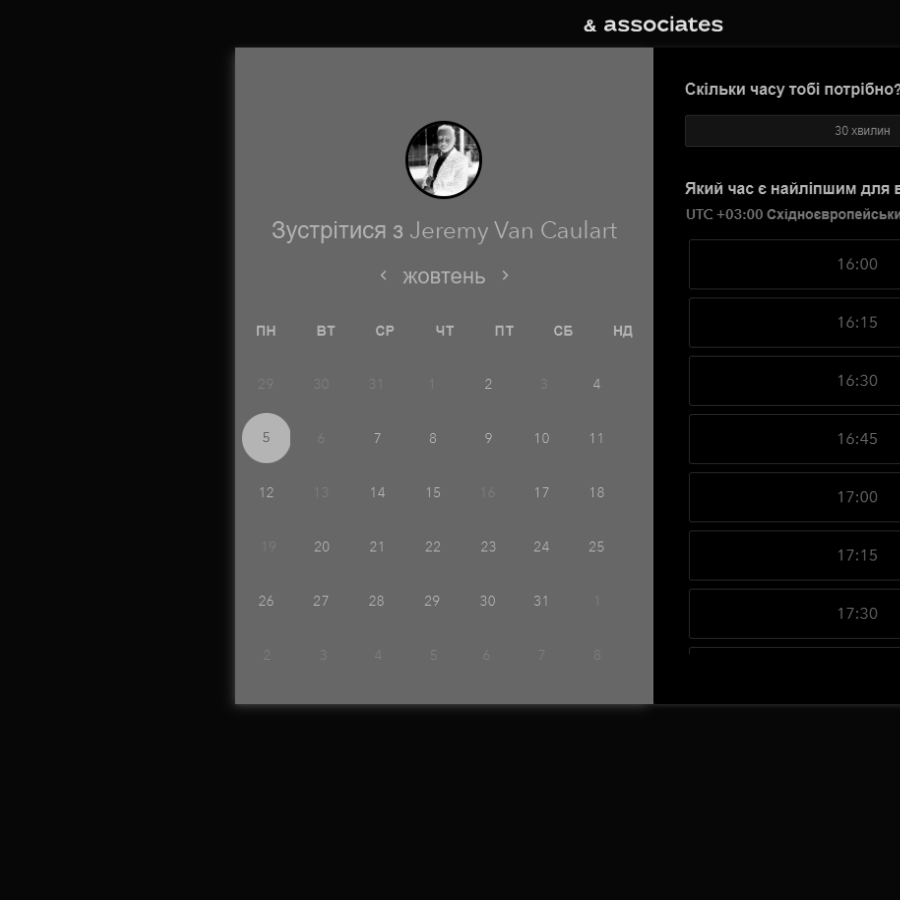 & associates
Зустрітися з Jeremy Van Caulart
‹ жовтень ›
ПН ВТ СР ЧТ ПТ СБ НД
29 30 31 1 2 3 4
5 6 7 8 9 10 11
12 13 14 15 16 17 18
19 20 21 22 23 24 25
26 27 28 29 30 31 1
2 3 4 5 6 7 8
Скільки часу тобі потрібно?
30 хвилин
Який час є найліпшим для в
UTC +03:00 Східноєвропейськи
16:00
16:15
16:30
16:45
17:00
17:15
17:30